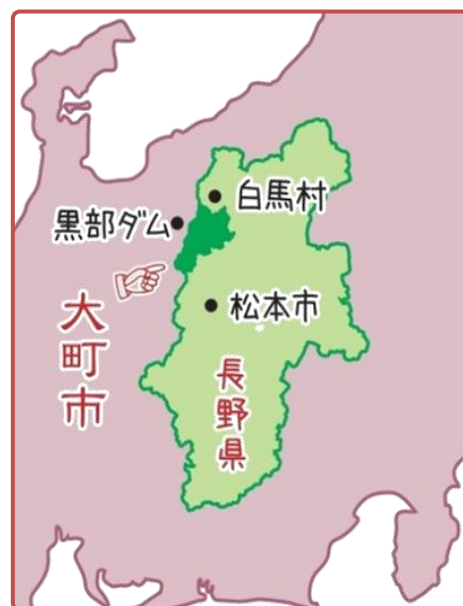 白馬村
黒部ダム
大町市
松本市
長野県